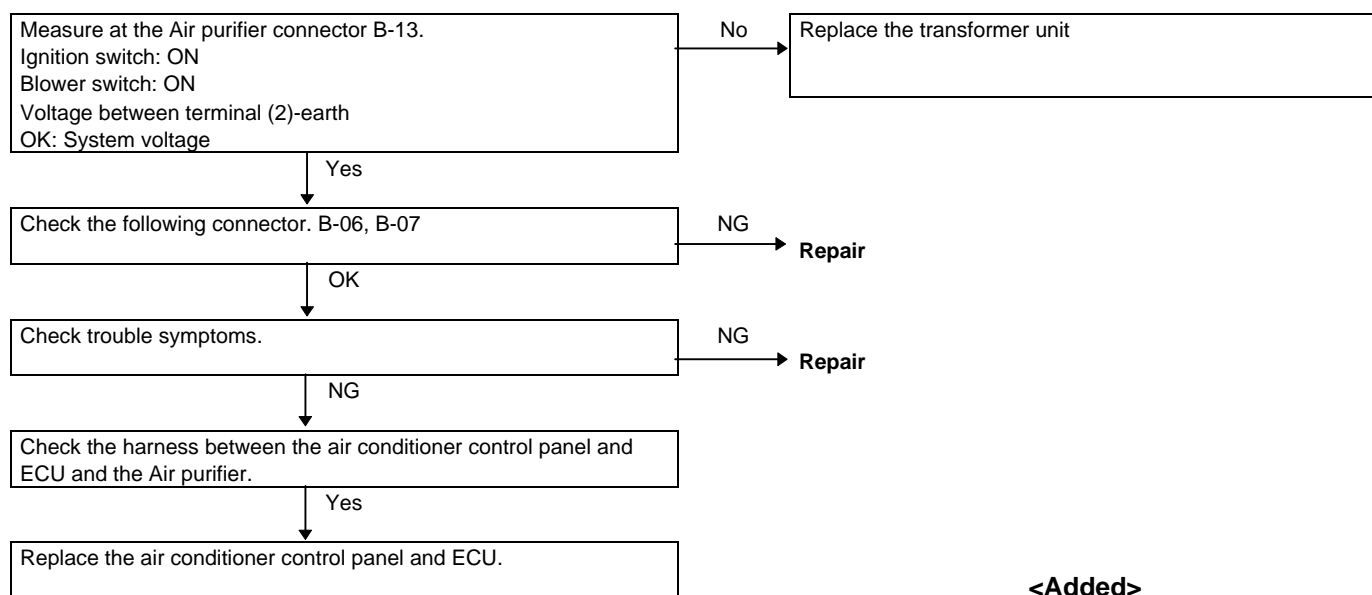 Measure at the Air purifier connector B-13.
Ignition switch: ON
Blower switch: ON
Voltage between terminal (2)-earth
OK: System voltage
No
Replace the transformer unit
Yes
Check the following connector. B-06, B-07
NG
Repair
OK
Check trouble symptoms.
NG
Repair
NG
Check the harness between the air conditioner control panel and
ECU and the Air purifier.
Yes
Replace the air conditioner control panel and ECU.
<Added>